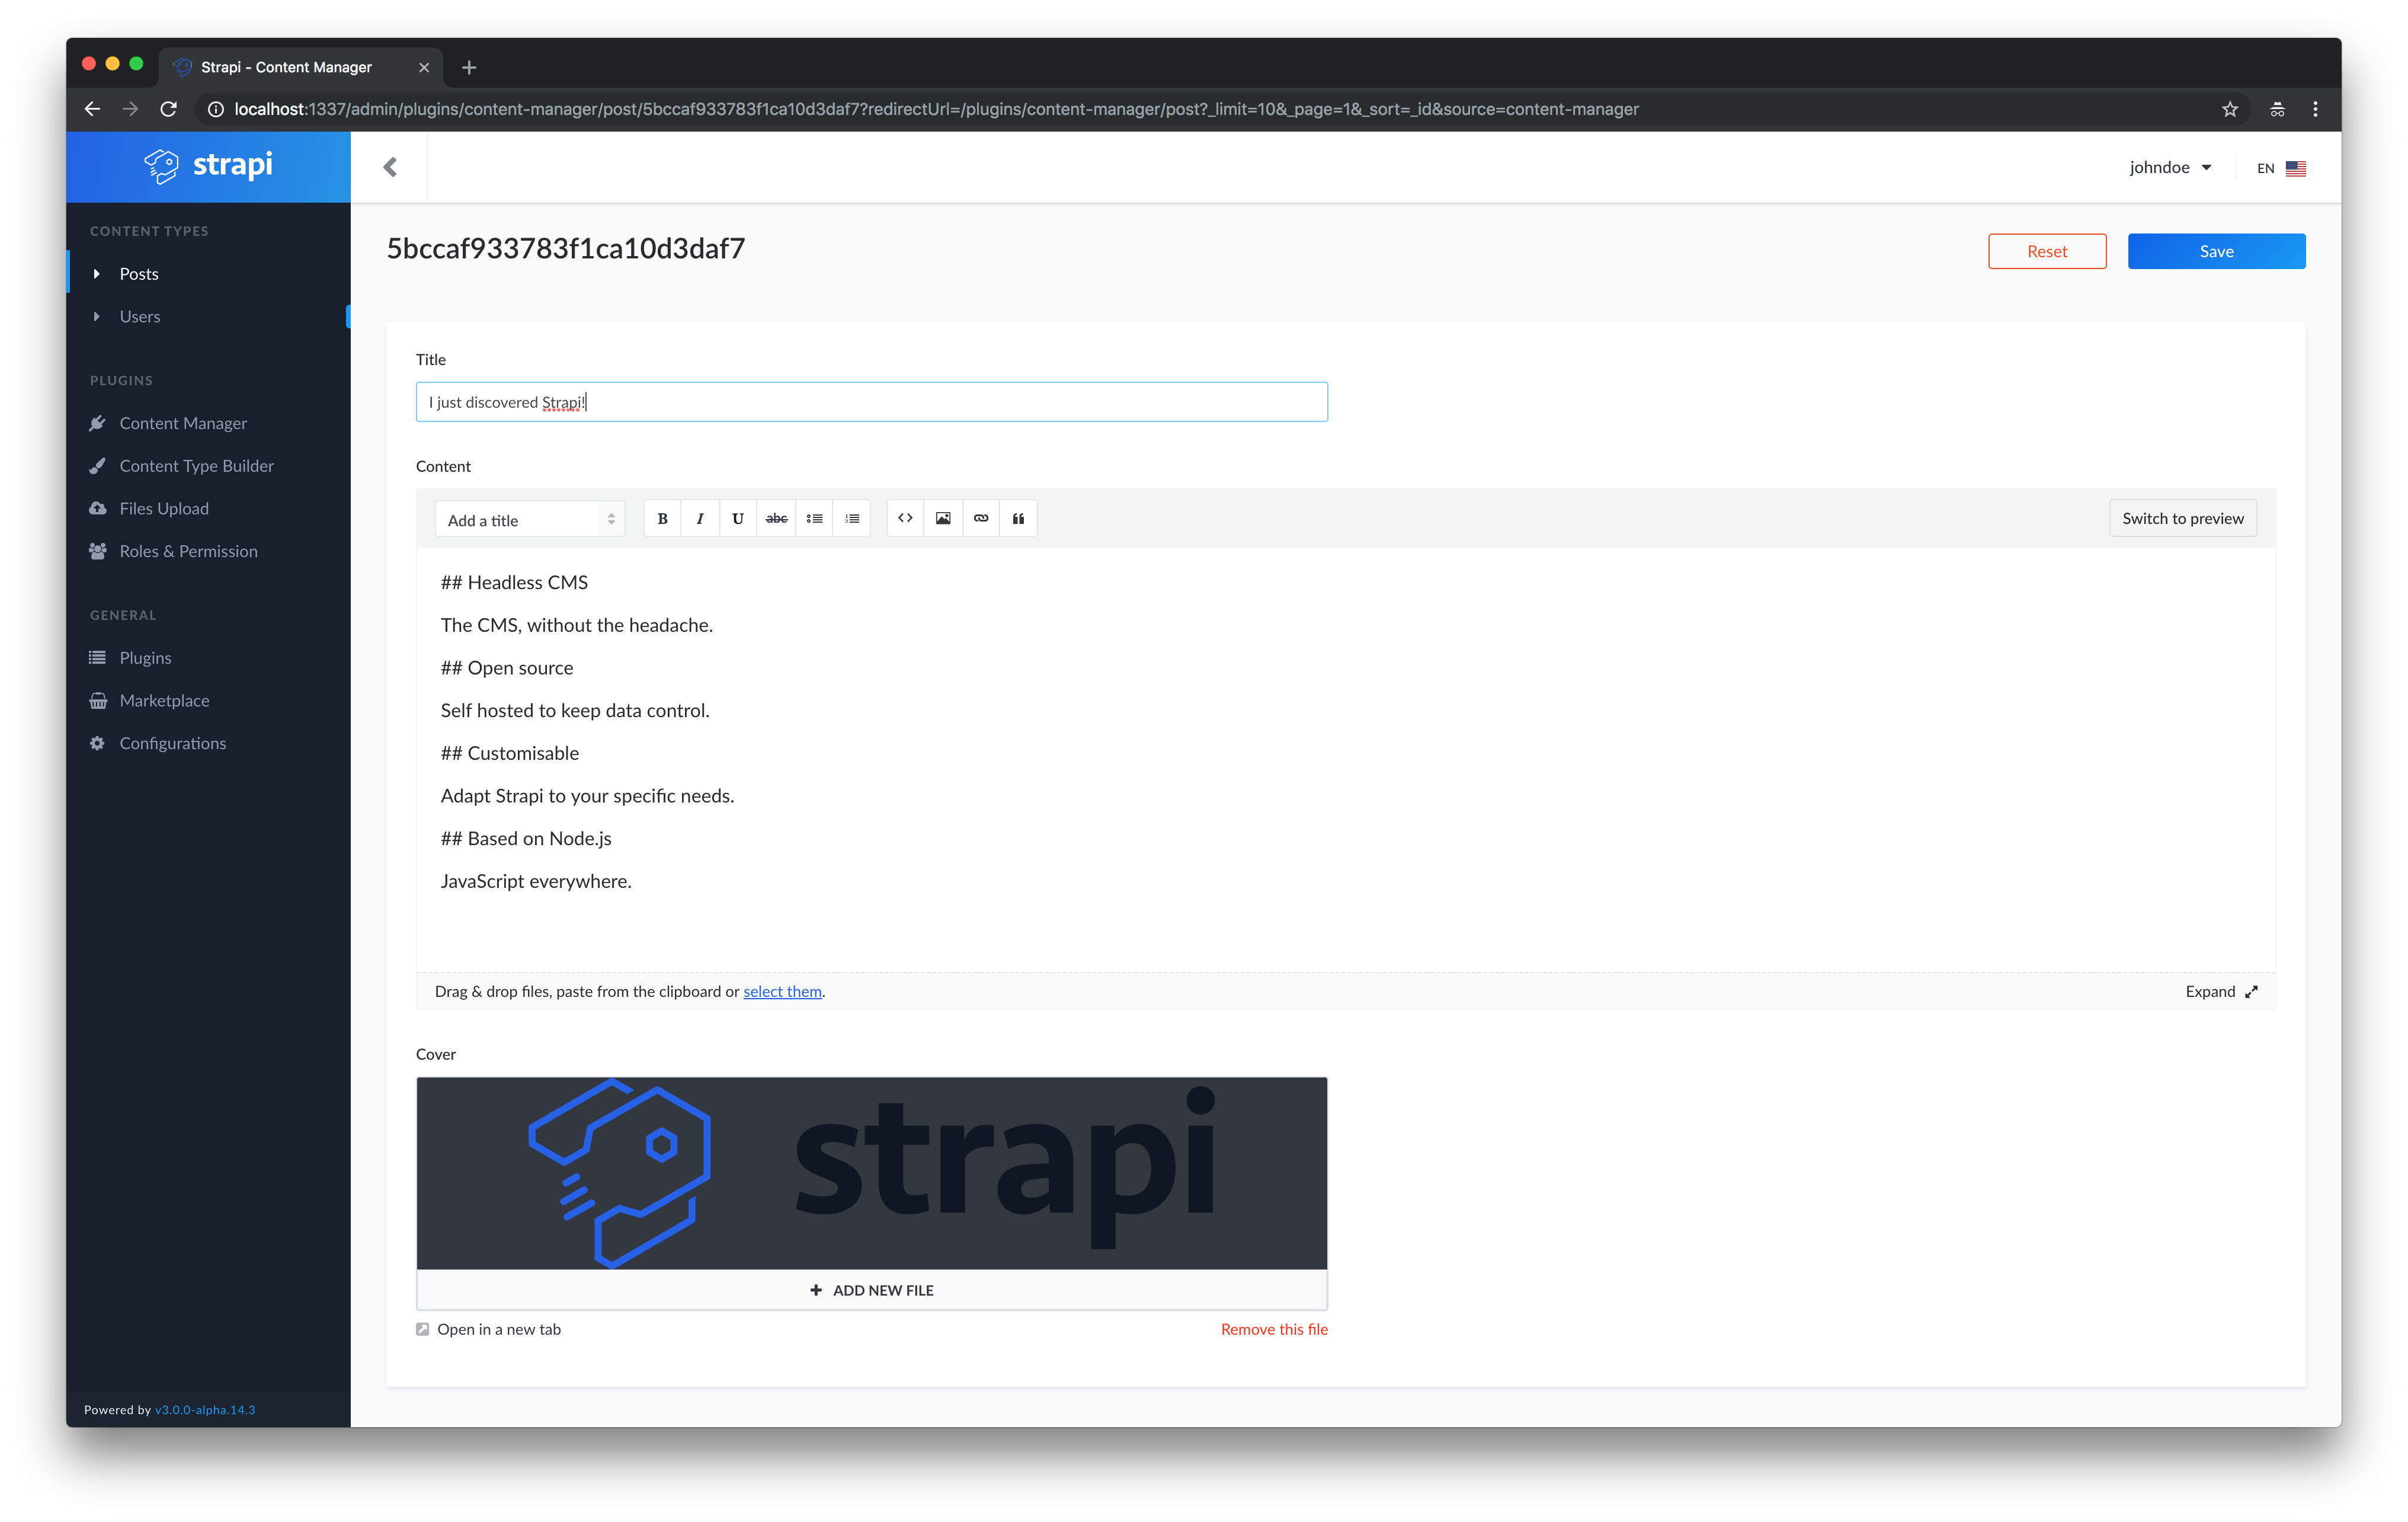 Strapi - Content Manager
localhost:1337/admin/plugins/content-manager/post/5bccaf933783f1ca10d3daf7?redirectUrl=/plugins/content-manager/post?_limit=10&_page=1&_sort=_id&source=content-manager
strapi
johndoe
EN
CONTENT TYPES
Posts
Users
PLUGINS
Content Manager
Content Type Builder
Files Upload
Roles & Permission
GENERAL
Plugins
Marketplace
Configurations
Powered by v3.0.0-alpha.14.3
5bccaf933783f1ca10d3daf7
Reset
Save
Title
I just discovered Strapi!
Content
Add a title
B I U abc
Switch to preview
## Headless CMS
The CMS, without the headache.
## Open source
Self hosted to keep data control.
## Customisable
Adapt Strapi to your specific needs.
## Based on Node.js
JavaScript everywhere.
Drag & drop files, paste from the clipboard or select them.
Expand
Cover
strapi
ADD NEW FILE
Open in a new tab
Remove this file